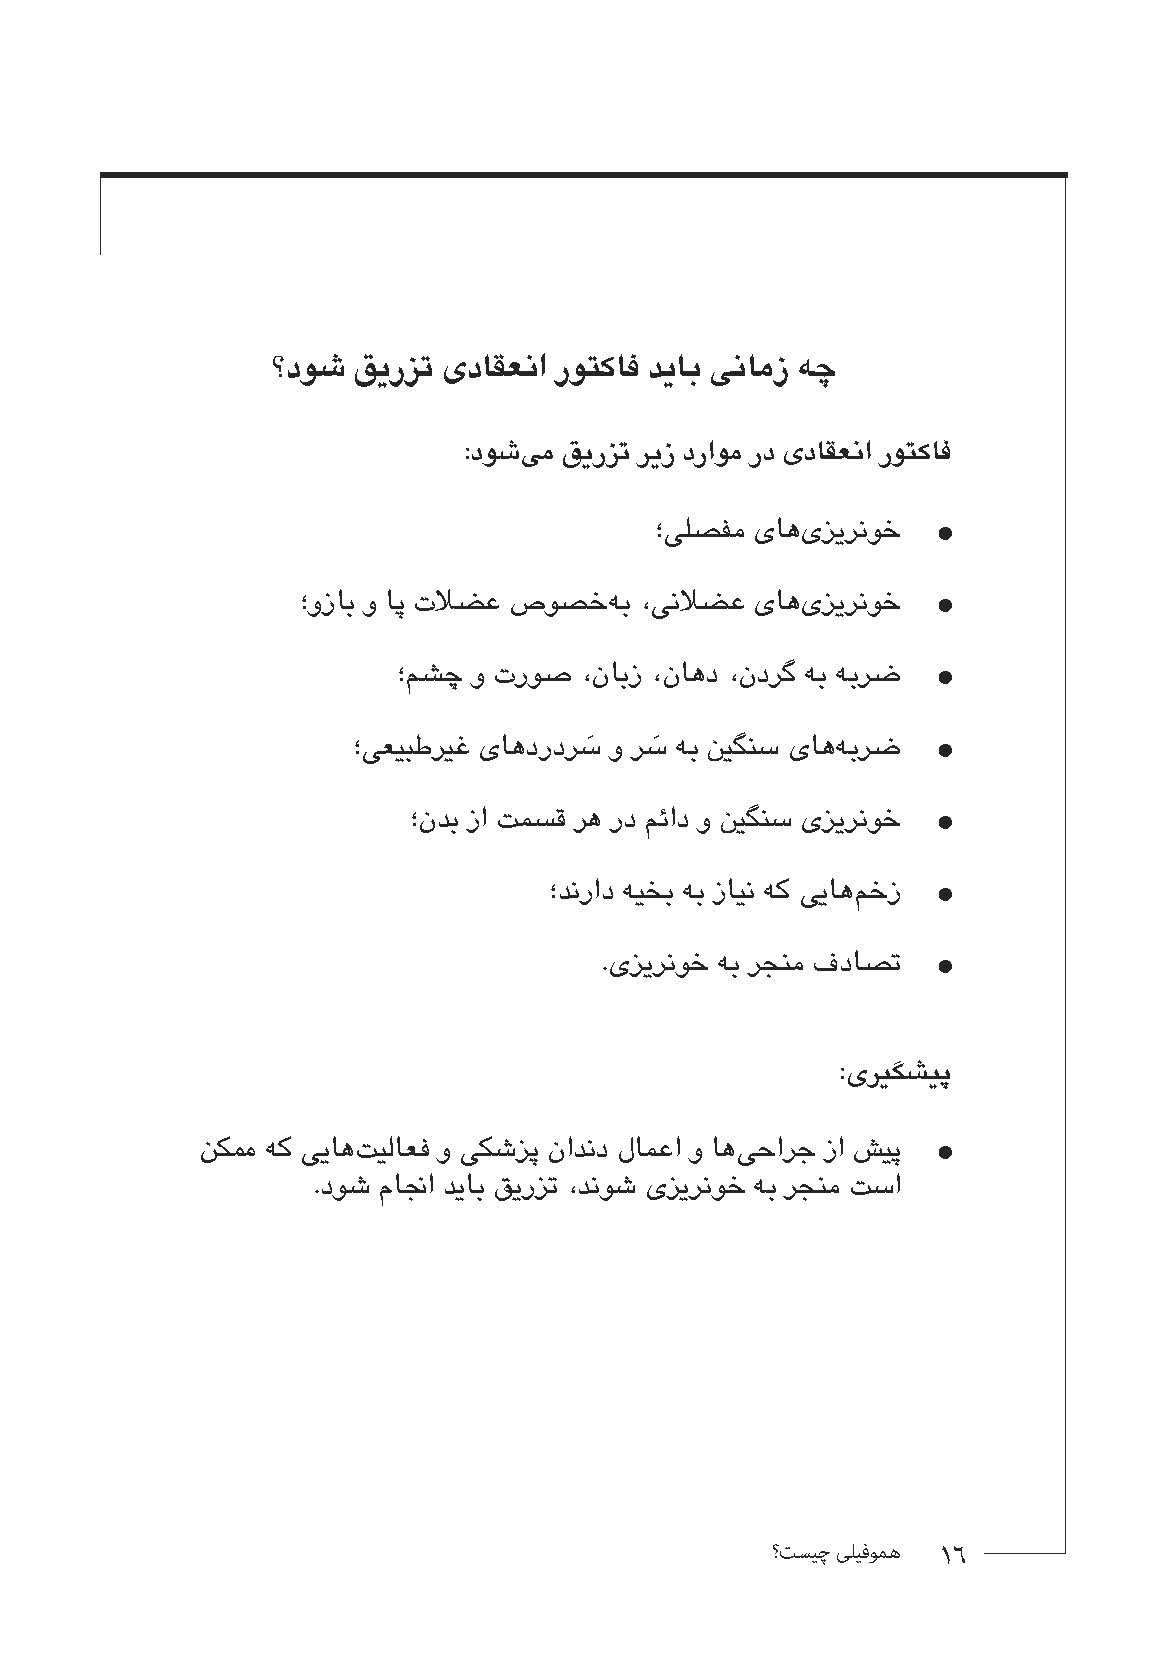 چه زمانی باید فاکتور انعقادی تزریق شود؟
فاکتور انعقادی در موارد زیر تزریق می‌شود:
● خونریزی‌های مفصلی؛
● خونریزی‌های عضلانی، به‌خصوص عضلات پا و بازو؛
● ضربه به گردن، دهان، زبان، صورت و چشم؛
● ضربه‌های سنگین به سَر و سَردردهای غیرطبیعی؛
● خونریزی سنگین و دائم در هر قسمت از بدن؛
● زخم‌هایی که نیاز به بخیه دارند؛
● تصادف منجر به خونریزی.
پیشگیری:
● پیش از جراحی‌ها و اعمال دندان پزشکی و فعالیت‌هایی که ممکن
است منجر به خونریزی شوند، تزریق باید انجام شود.
۱۶ هموفیلی چیست؟